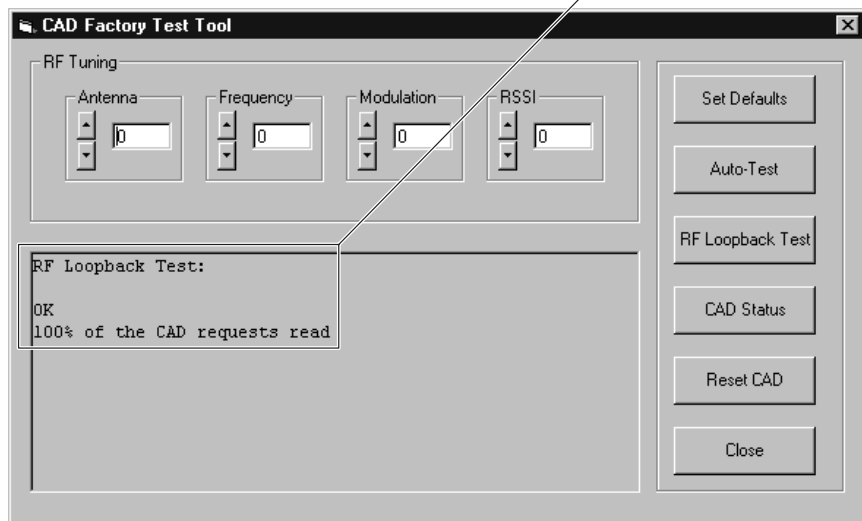 CAD Factory Test Tool
RF Tuning
Antenna
Frequency
Modulation
RSSI
0
0
0
0
Set Defaults
Auto-Test
RF Loopback Test
CAD Status
Reset CAD
Close
RF Loopback Test:
OK
100% of the CAD requests read